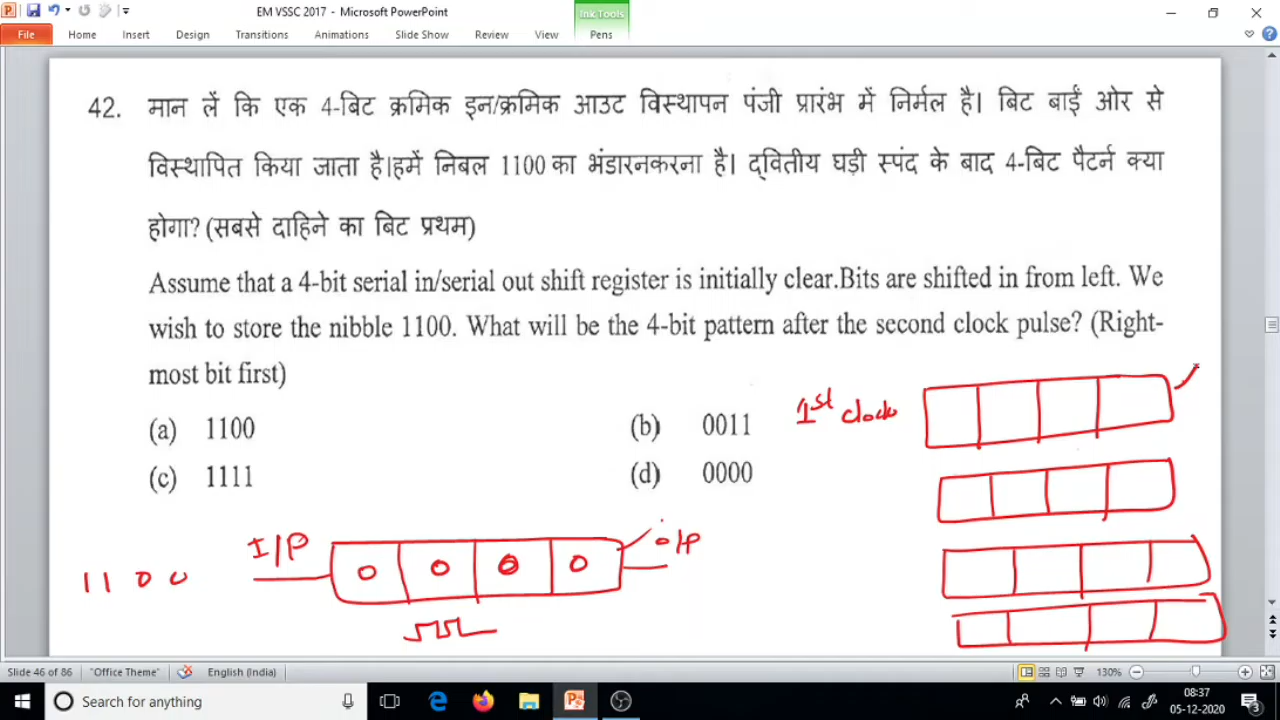 EM VSSC 2017 - Microsoft PowerPoint
Ink Tools
File Home Insert Design Transitions Animations Slide Show Review View Pens
42. मान लें कि एक 4-बिट क्रमिक इन/क्रमिक आउट विस्थापन पंजी प्रारंभ में निर्मल है। बिट बाईं ओर से
विस्थापित किया जाता है।हमें निबल 1100 का भंडारनकरना है। द्वितीय घड़ी स्पंद के बाद 4-बिट पैटर्न क्या
होगा? (सबसे दाहिने का बिट प्रथम)
Assume that a 4-bit serial in/serial out shift register is initially clear.Bits are shifted in from left. We
wish to store the nibble 1100. What will be the 4-bit pattern after the second clock pulse? (Right-
most bit first)
(a) 1100 (b) 0011
(c) 1111 (d) 0000
1st clock
I/P 0 0 0 0 O/P
1 1 0 0
Slide 46 of 86 "Office Theme" English (India) 130%
Search for anything
08:37
05-12-2020
3